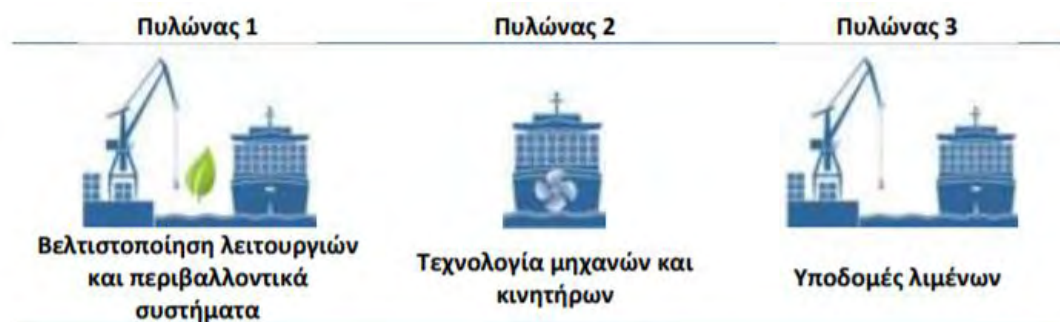 Πυλώνας 1
Πυλώνας 2
Πυλώνας 3
Βελτιστοποίηση λειτουργιών
και περιβαλλοντικά
συστήματα
Τεχνολογία μηχανών και
κινητήρων
Υποδομές λιμένων